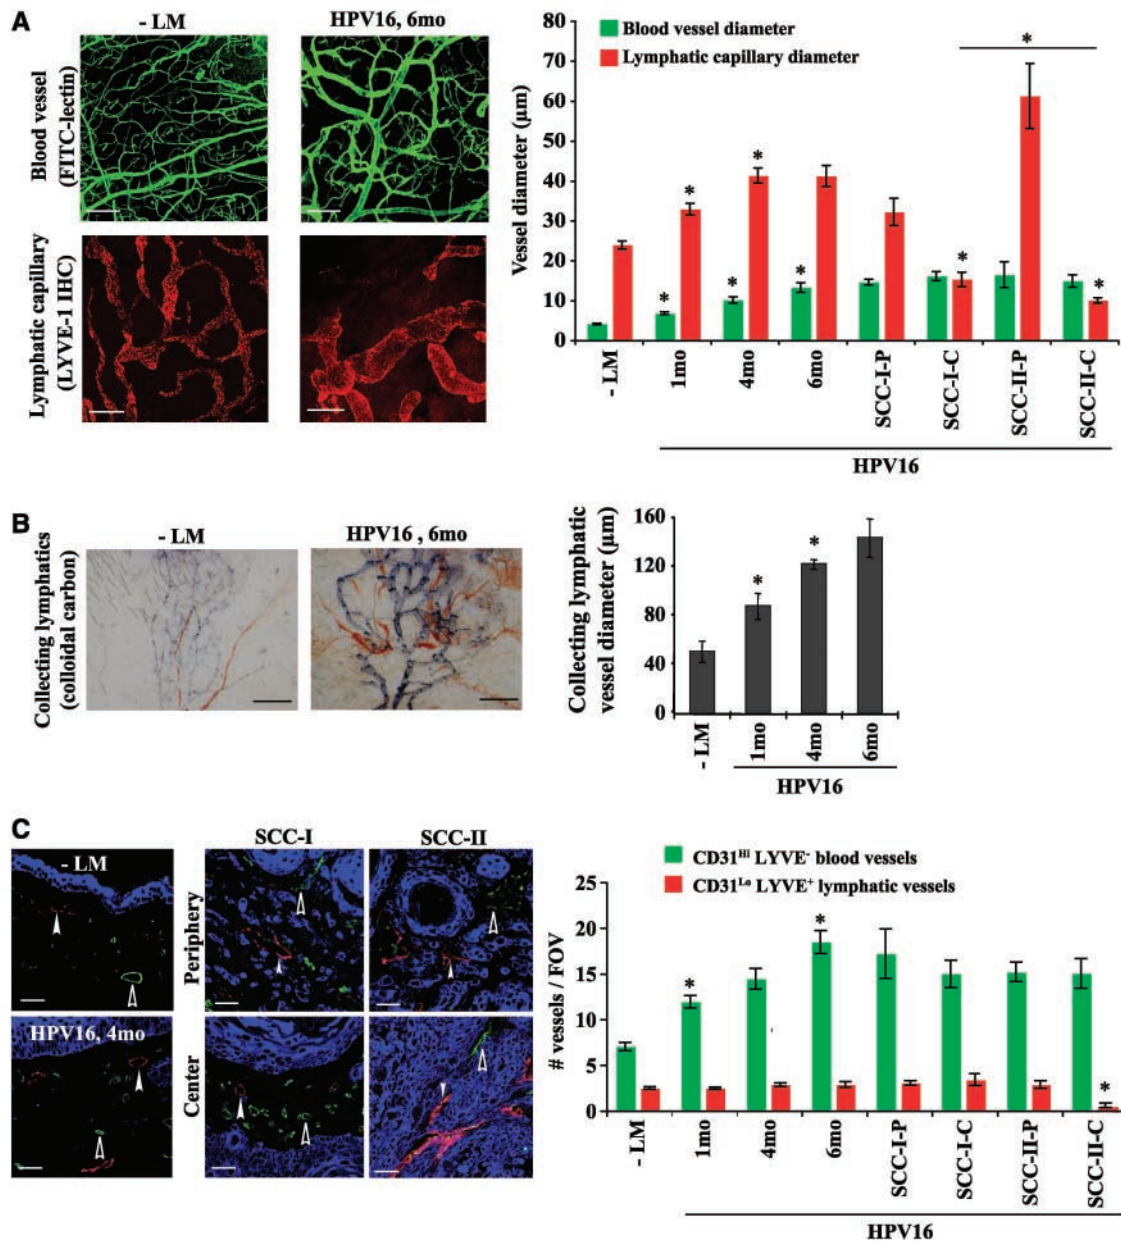 A
- LM
HPV16, 6mo
Blood vessel
(FITC-lectin)
Lymphatic capillary
(LYVE-1 IHC)
Blood vessel diameter
Lymphatic capillary diameter
Vessel diameter (µm)
80
70
60
50
40
30
20
10
0
*
*
*
*
*
*
*
*
- LM
1mo
4mo
6mo
SCC-I-P
SCC-I-C
SCC-II-P
SCC-II-C
HPV16
B
- LM
HPV16 , 6mo
Collecting lymphatics
(colloidal carbon)
Collecting lymphatic
vessel diameter (µm)
160
120
80
40
0
*
*
- LM
1mo
4mo
6mo
HPV16
C
- LM
HPV16, 4mo
SCC-I
SCC-II
Periphery
Center
CD31ᴴⁱ LYVE⁻ blood vessels
CD31ᴸᵒ LYVE⁺ lymphatic vessels
# vessels / FOV
25
20
15
10
5
0
*
*
*
- LM
1mo
4mo
6mo
SCC-I-P
SCC-I-C
SCC-II-P
SCC-II-C
HPV16